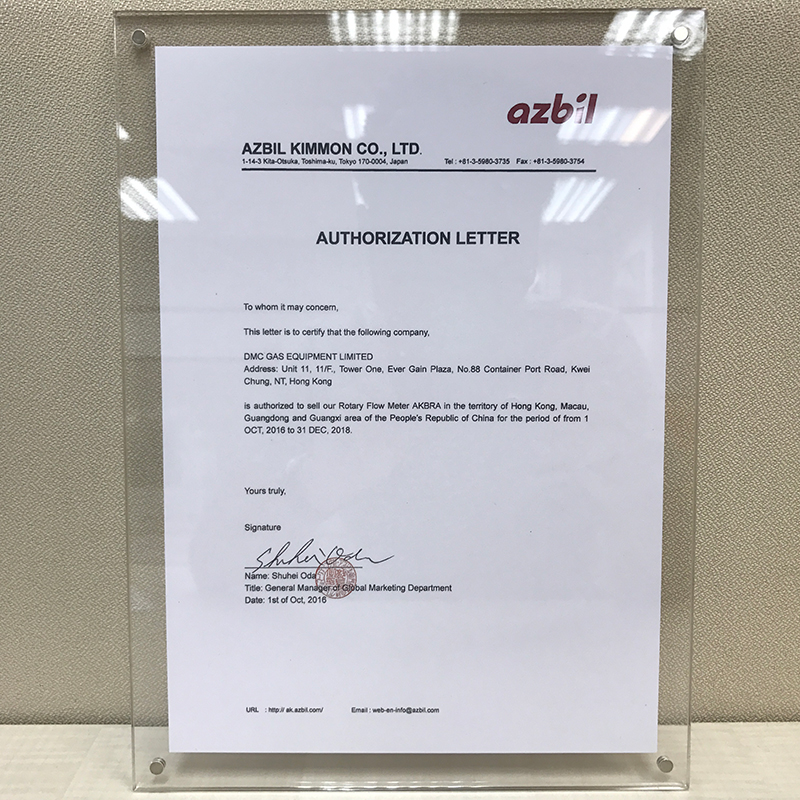 azbil
AZBIL KIMMON CO., LTD.
1-14-3 Kita-Otsuka, Toshima-ku, Tokyo 170-0004, Japan Tel : +81-3-5980-3735 Fax : +81-3-5980-3754
AUTHORIZATION LETTER
To whom it may concern,
This letter is to certify that the following company,
DMC GAS EQUIPMENT LIMITED
Address: Unit 11, 11/F., Tower One, Ever Gain Plaza, No.88 Container Port Road, Kwei
Chung, NT, Hong Kong
is authorized to sell our Rotary Flow Meter AKBRA in the territory of Hong Kong, Macau,
Guangdong and Guangxi area of the People's Republic of China for the period of from 1
OCT, 2016 to 31 DEC, 2018.
Yours truly,
Signature
Shuhei Oda
Name: Shuhei Oda
Title: General Manager of Global Marketing Department
Date: 1st of Oct, 2016
URL : http:// ak.azbil.com/ Email : web-en-info@azbil.com